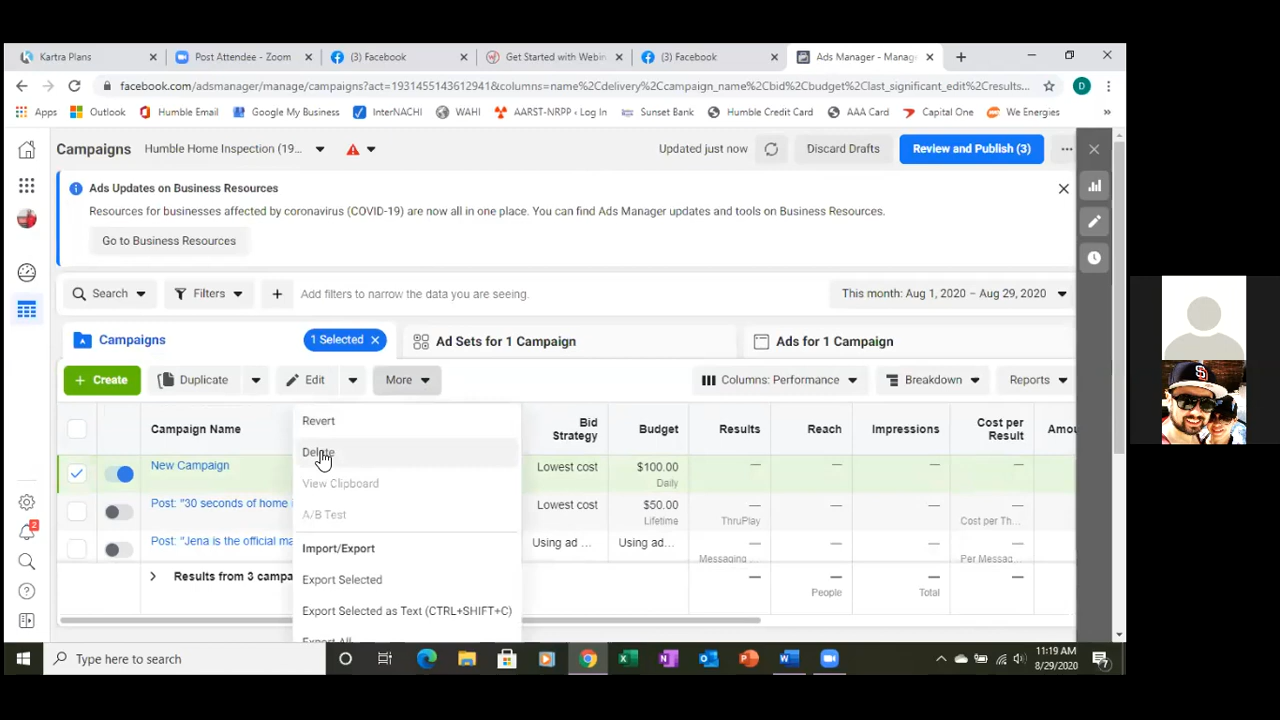 Kartra Plans
Post Attendee - Zoom
(3) Facebook
Get Started with Webin
(3) Facebook
Ads Manager - Manag
facebook.com/adsmanager/manage/campaigns?act=1931455143612941&columns=name%2Cdelivery%2Ccampaign_name%2Cbid%2Cbudget%2Clast_significant_edit%2Cresults...
D
Apps
Outlook
Humble Email
Google My Business
InterNACHI
WAHI
AARST-NRPP ‹ Log In
Sunset Bank
Humble Credit Card
AAA Card
Capital One
We Energies
»
Campaigns
Humble Home Inspection (19...
Updated just now
Discard Drafts
Review and Publish (3)
Ads Updates on Business Resources
Resources for businesses affected by coronavirus (COVID-19) are now all in one place. You can find Ads Manager updates and tools on Business Resources.
Go to Business Resources
Search
Filters
Add filters to narrow the data you are seeing.
This month: Aug 1, 2020 – Aug 29, 2020
Campaigns
1 Selected
Ad Sets for 1 Campaign
Ads for 1 Campaign
+ Create
Duplicate
Edit
More
Columns: Performance
Breakdown
Reports
Campaign Name
Bid Strategy
Budget
Results
Reach
Impressions
Cost per Result
Amou
Revert
Delete
View Clipboard
A/B Test
Import/Export
Export Selected
Export Selected as Text (CTRL+SHIFT+C)
Export All
New Campaign
Lowest cost
$100.00
Daily
—
—
—
—
Post: "30 seconds of home i
Lowest cost
$50.00
Lifetime
—
ThruPlay
—
—
—
Cost per Th...
Post: "Jena is the official ma
Using ad ...
Using ad...
—
Messaging ...
—
—
—
Per Messag...
Results from 3 campa
—
—
People
—
Total
—
2
Type here to search
11:19 AM
8/29/2020
7